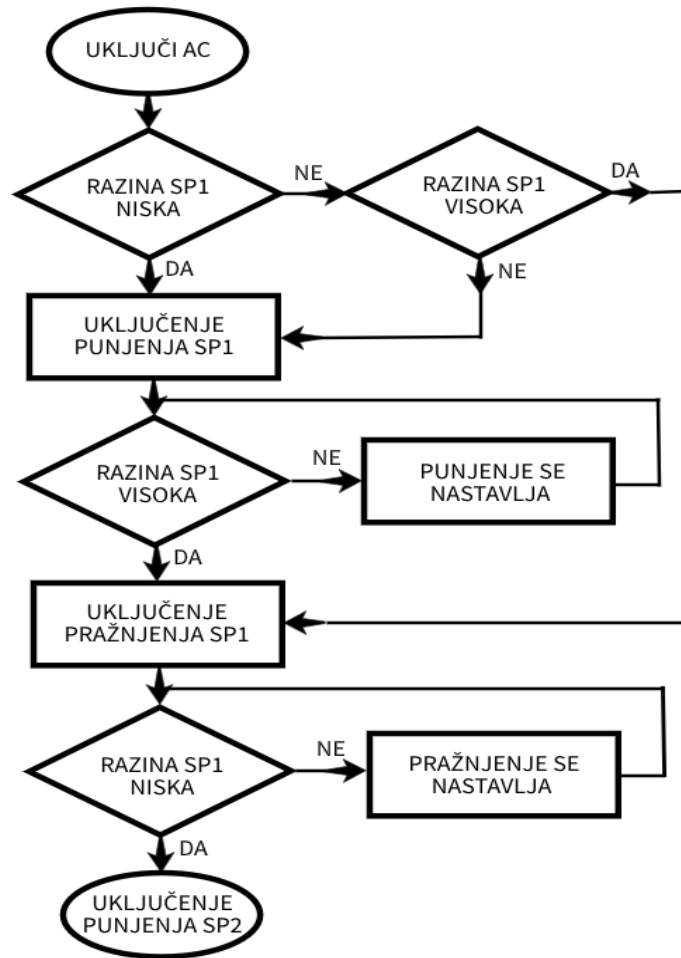 UKLJUČI AC
RAZINA SP1
NISKA
NE
RAZINA SP1
VISOKA
DA
DA
NE
UKLJUČENJE
PUNJENJA SP1
RAZINA SP1
VISOKA
NE
PUNJENJE SE
NASTAVLJA
DA
UKLJUČENJE
PRAŽNJENJA SP1
RAZINA SP1
NISKA
NE
PRAŽNJENJE SE
NASTAVLJA
DA
UKLJUČENJE
PUNJENJA SP2